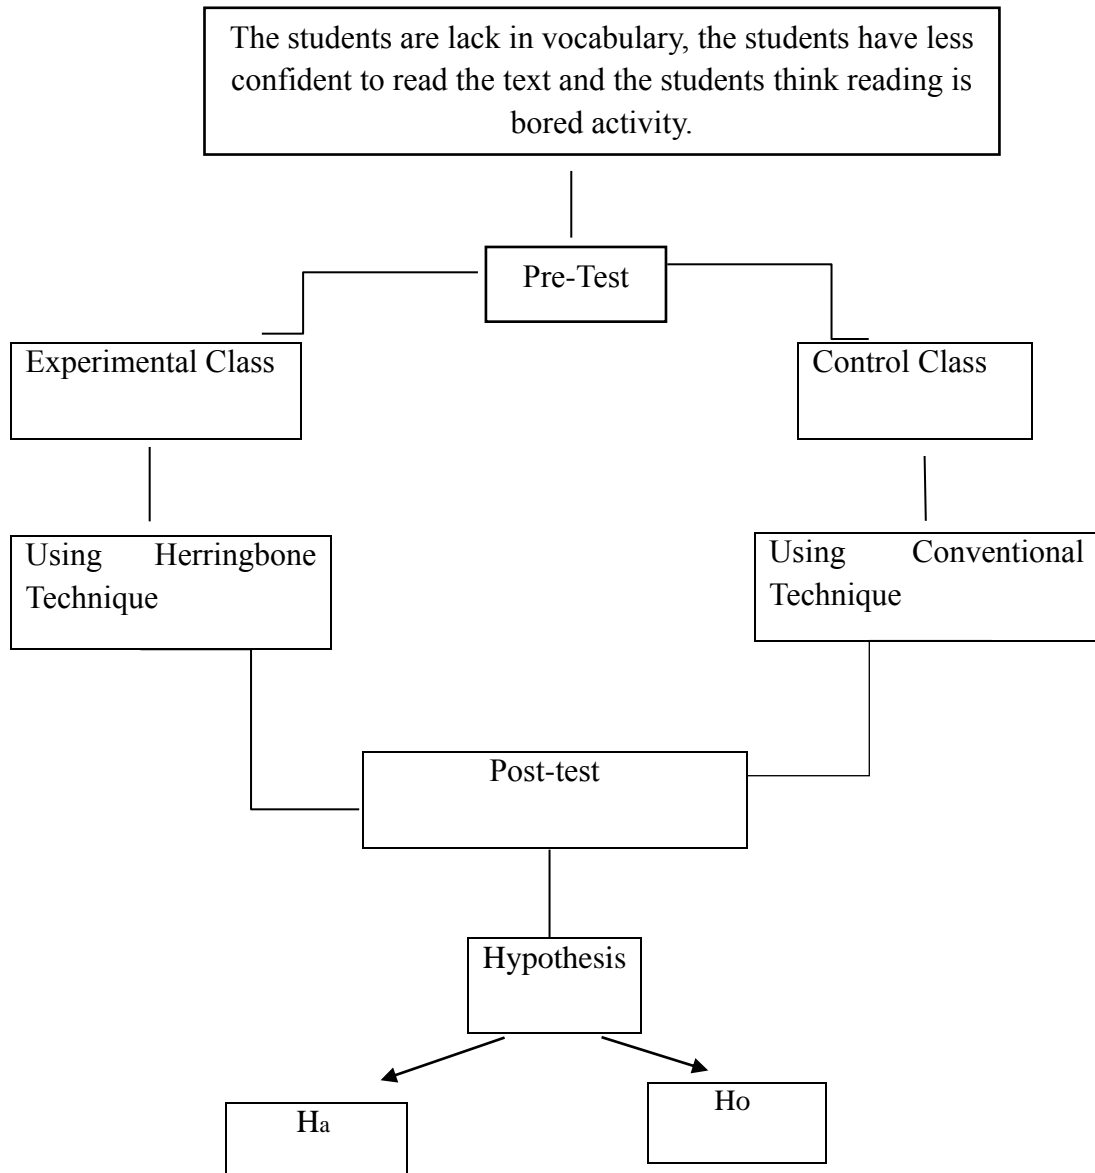 The students are lack in vocabulary, the students have less
confident to read the text and the students think reading is
bored activity.
Pre-Test
Experimental Class
Control Class
Using Herringbone
Technique
Using Conventional
Technique
Post-test
Hypothesis
Ha
Ho